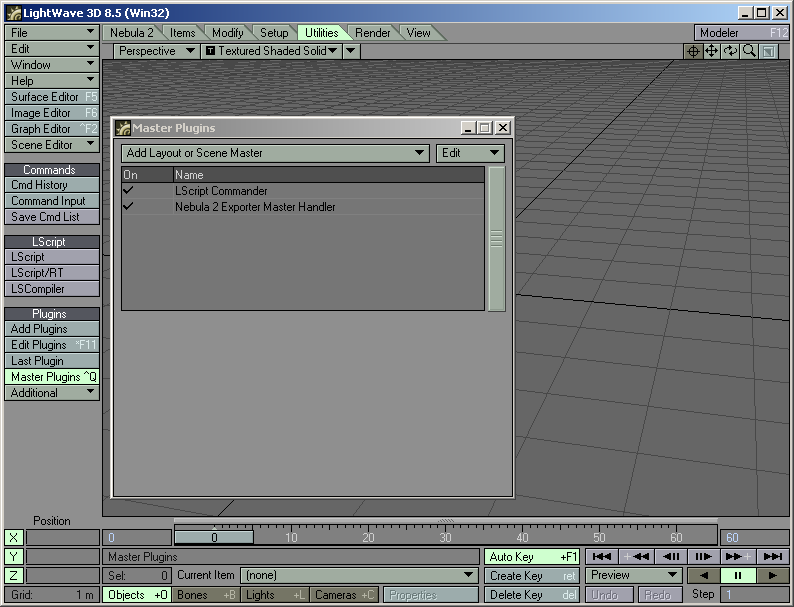 LightWave 3D 8.5 (Win32)
File
Edit
Window
Help
Surface Editor F5
Image Editor F6
Graph Editor ^F2
Scene Editor
Commands
Cmd History
Command Input
Save Cmd List
LScript
LScript
LScript/RT
LSCompiler
Plugins
Add Plugins
Edit Plugins *F11
Last Plugin
Master Plugins ^Q
Additional
Nebula 2 Items Modify Setup Utilities Render View
Modeler F12
Perspective T Textured Shaded Solid
Master Plugins
Add Layout or Scene Master Edit
On Name
LScript Commander
Nebula 2 Exporter Master Handler
Position
X 0 0 10 20 30 40 50 60 60
Y Master Plugins Auto Key +F1
Z Sel: 0 Current Item (none) Create Key ret Preview
Grid: 1 m Objects +O Bones +B Lights +L Cameras +C Properties Delete Key del Undo Redo Step 1